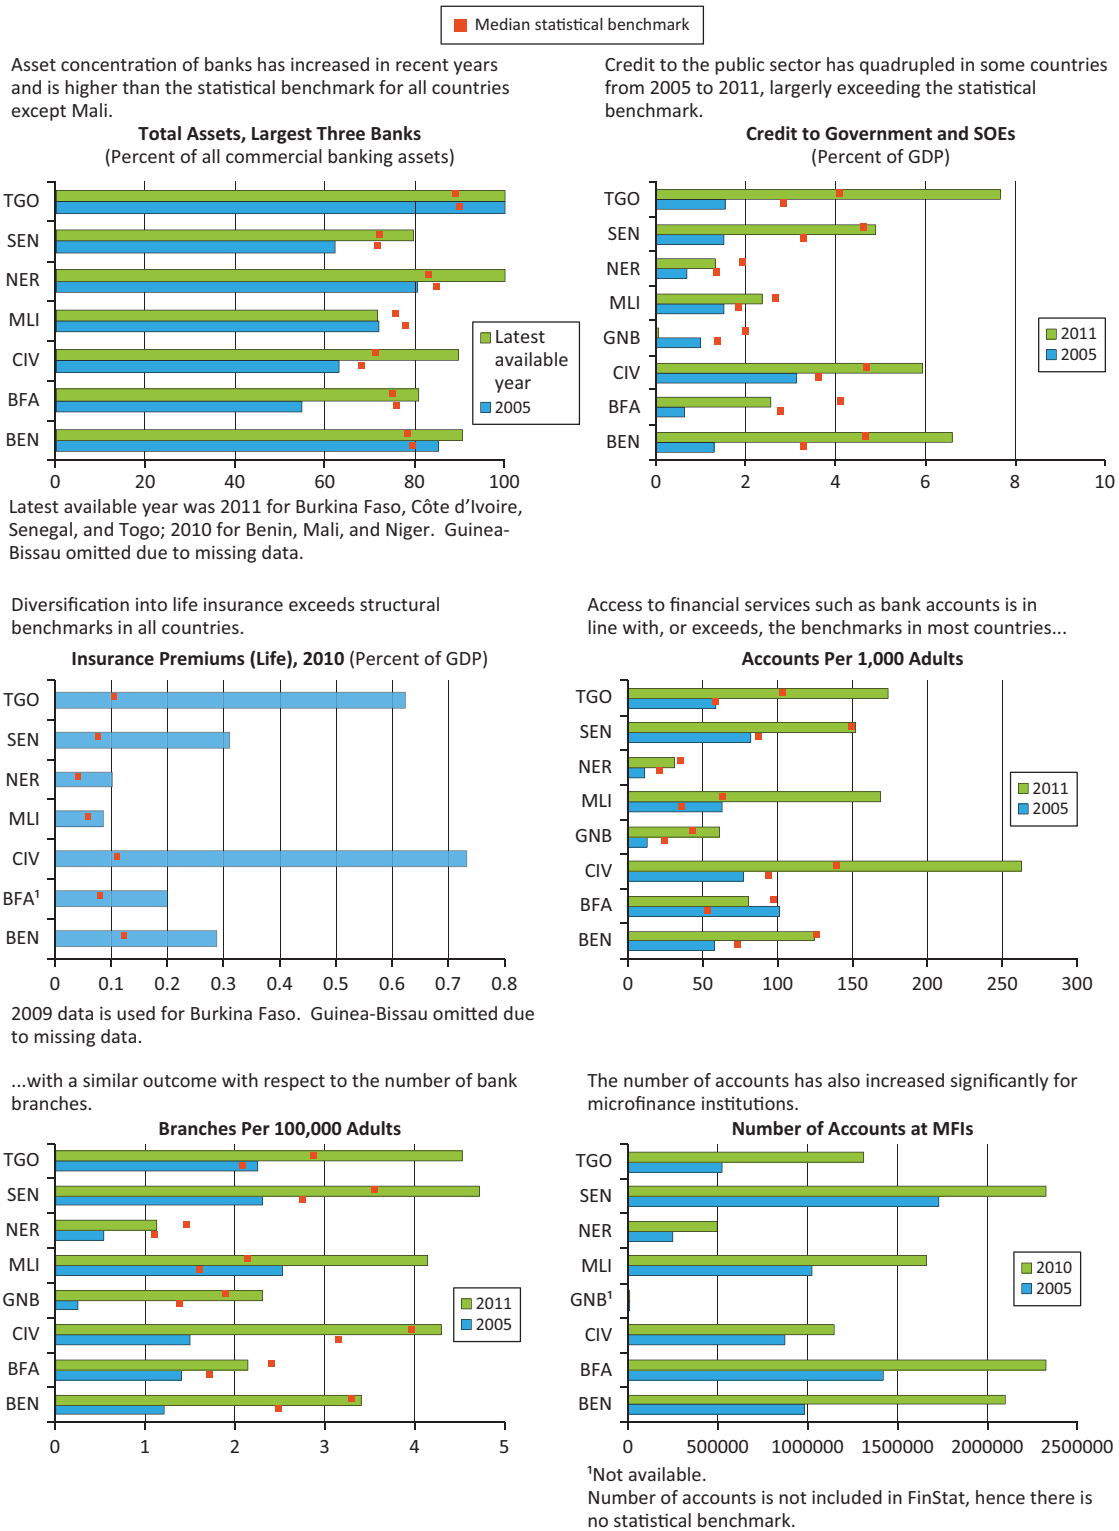 Median statistical benchmark
Asset concentration of banks has increased in recent years
and is higher than the statistical benchmark for all countries
except Mali.
Total Assets, Largest Three Banks
(Percent of all commercial banking assets)
TGO
SEN
NER
MLI
CIV
BFA
BEN
0 20 40 60 80 100
Latest
available
year
2005
Latest available year was 2011 for Burkina Faso, Côte d’Ivoire,
Senegal, and Togo; 2010 for Benin, Mali, and Niger. Guinea-
Bissau omitted due to missing data.
Credit to the public sector has quadrupled in some countries
from 2005 to 2011, largerly exceeding the statistical
benchmark.
Credit to Government and SOEs
(Percent of GDP)
TGO
SEN
NER
MLI
GNB
CIV
BFA
BEN
0 2 4 6 8 10
2011
2005
Diversification into life insurance exceeds structural
benchmarks in all countries.
Insurance Premiums (Life), 2010 (Percent of GDP)
TGO
SEN
NER
MLI
CIV
BFA¹
BEN
0 0.1 0.2 0.3 0.4 0.5 0.6 0.7 0.8
2009 data is used for Burkina Faso. Guinea-Bissau omitted due
to missing data.
Access to financial services such as bank accounts is in
line with, or exceeds, the benchmarks in most countries...
Accounts Per 1,000 Adults
TGO
SEN
NER
MLI
GNB
CIV
BFA
BEN
0 50 100 150 200 250 300
2011
2005
...with a similar outcome with respect to the number of bank
branches.
Branches Per 100,000 Adults
TGO
SEN
NER
MLI
GNB
CIV
BFA
BEN
0 1 2 3 4 5
2011
2005
The number of accounts has also increased significantly for
microfinance institutions.
Number of Accounts at MFIs
TGO
SEN
NER
MLI
GNB¹
CIV
BFA
BEN
0 500000 1000000 1500000 2000000 2500000
2010
2005
¹Not available.
Number of accounts is not included in FinStat, hence there is
no statistical benchmark.